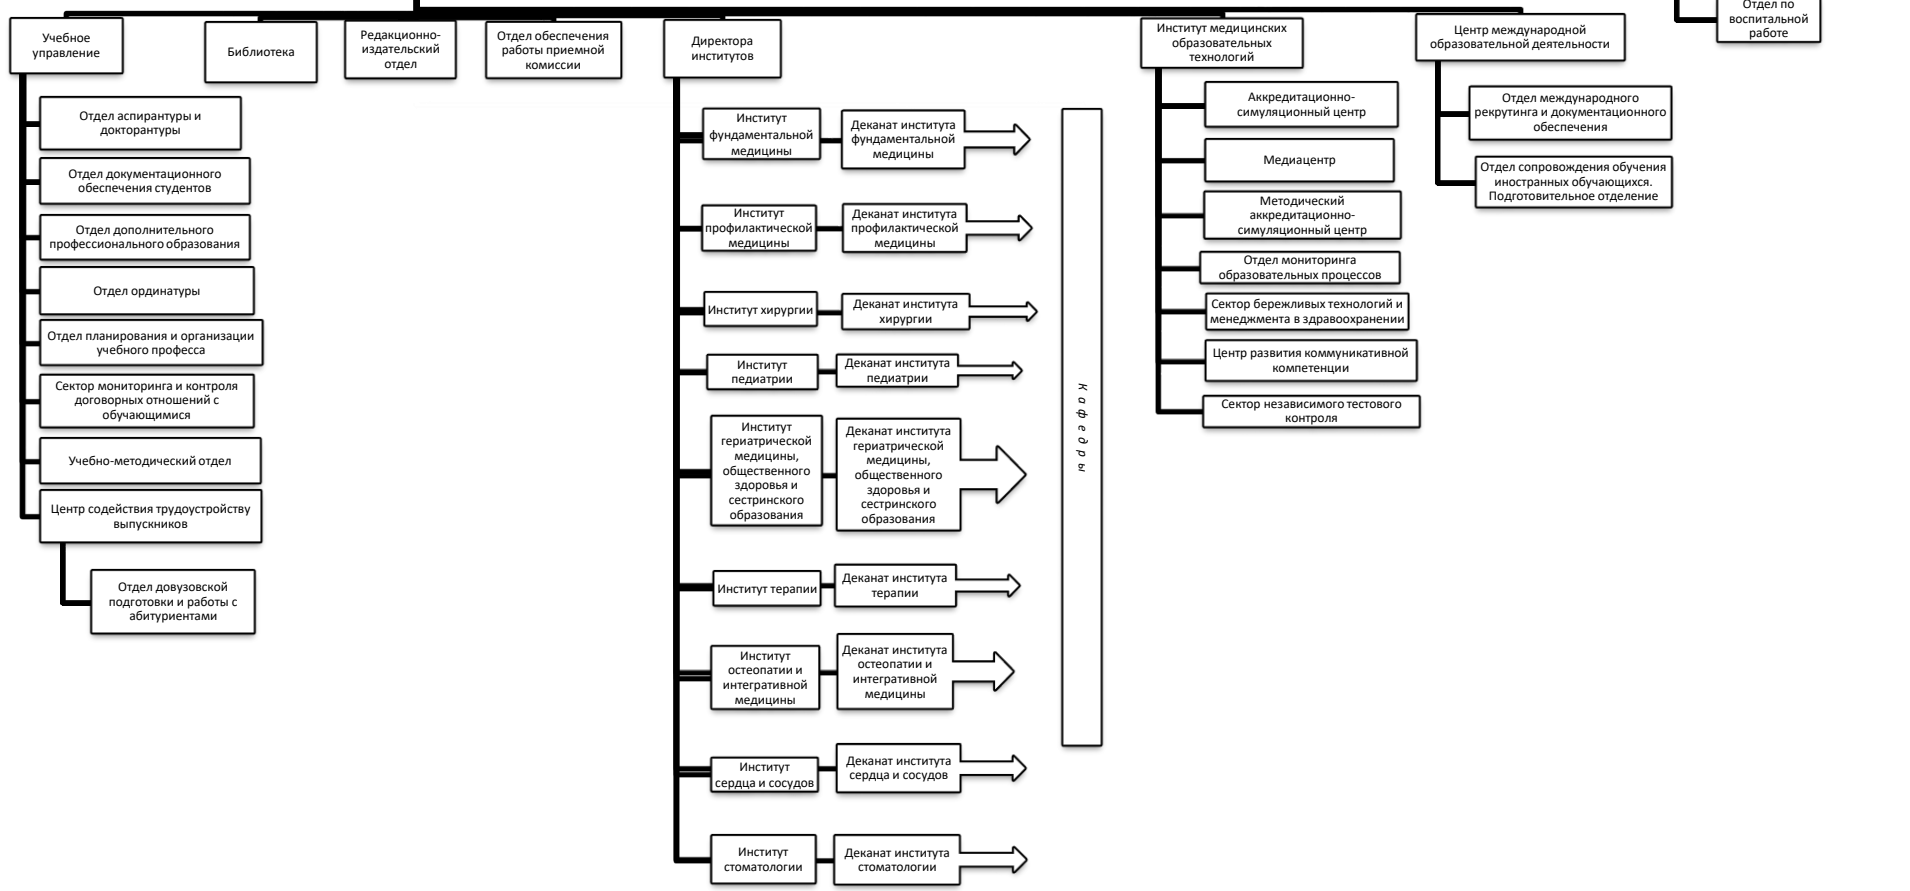 Отдел по
воспитальной
работе
Учебное
управление
Библиотека
Редакционно-
издательский
отдел
Отдел обеспечения
работы приемной
комиссии
Директора
институтов
Институт медицинских
образовательных
технологий
Центр международной
образовательной деятельности
Отдел аспирантуры и
докторантуры
Отдел документационного
обеспечения студентов
Отдел дополнительного
профессионального образования
Отдел ординатуры
Отдел планирования и организации
учебного професса
Сектор мониторинга и контроля
договорных отношений с
обучающимися
Учебно-методический отдел
Центр содействия трудоустройству
выпускников
Отдел довузовской
подготовки и работы с
абитуриентами
Институт
фундаментальной
медицины
Деканат института
фундаментальной
медицины
Институт
профилактической
медицины
Деканат института
профилактической
медицины
Институт хирургии
Деканат института
хирургии
Институт
педиатрии
Деканат института
педиатрии
Институт
гериатрической
медицины,
общественного
здоровья и
сестринского
образования
Деканат института
гериатрической
медицины,
общественного
здоровья и
сестринского
образования
Институт терапии
Деканат института
терапии
Институт
остеопатии и
интегративной
медицины
Деканат института
остеопатии и
интегративной
медицины
Институт
сердца и сосудов
Деканат института
сердца и сосудов
Институт
стоматологии
Деканат института
стоматологии
Кафедры
Аккредитационно-
симуляционный центр
Медиацентр
Методический
аккредитационно-
симуляционный центр
Отдел мониторинга
образовательных процессов
Сектор бережливых технологий и
менеджмента в здравоохранении
Центр развития коммуникативной
компетенции
Сектор независимого тестового
контроля
Отдел международного
рекрутинга и документационного
обеспечения
Отдел сопровождения обучения
иностранных обучающихся.
Подготовительное отделение